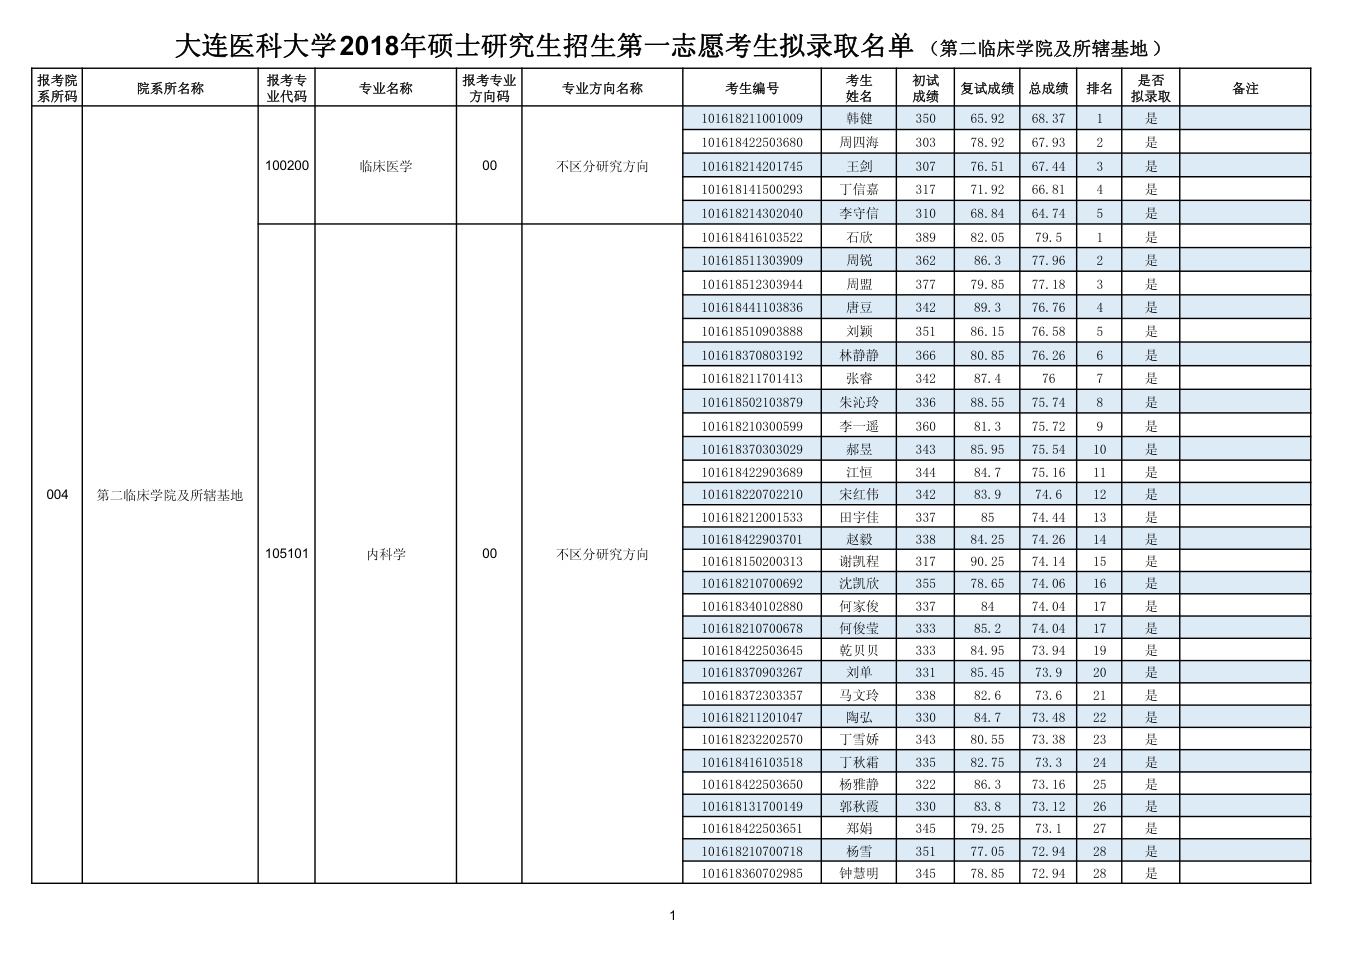 大连医科大学2018年硕士研究生招生第一志愿考生拟录取名单（第二临床学院及所辖基地）
报考院系所码 院系所名称 报考专业代码 专业名称 报考专业方向码 专业方向名称 考生编号 考生姓名 初试成绩 复试成绩 总成绩 排名 是否拟录取 备注
004 第二临床学院及所辖基地
100200 临床医学 00 不区分研究方向
101618211001009 韩健 350 65.92 68.37 1 是
101618422503680 周四海 303 78.92 67.93 2 是
101618214201745 王剑 307 76.51 67.44 3 是
101618141500293 丁信嘉 317 71.92 66.81 4 是
101618214302040 李守信 310 68.84 64.74 5 是
105101 内科学 00 不区分研究方向
101618416103522 石欣 389 82.05 79.5 1 是
101618511303909 周锐 362 86.3 77.96 2 是
101618512303944 周盟 377 79.85 77.18 3 是
101618441103836 唐豆 342 89.3 76.76 4 是
101618510903888 刘颖 351 86.15 76.58 5 是
101618370803192 林静静 366 80.85 76.26 6 是
101618211701413 张睿 342 87.4 76 7 是
101618502103879 朱沁玲 336 88.55 75.74 8 是
101618210300599 李一遥 360 81.3 75.72 9 是
101618370303029 郝昱 343 85.95 75.54 10 是
101618422903689 江恒 344 84.7 75.16 11 是
101618220702210 宋红伟 342 83.9 74.6 12 是
101618212001533 田宇佳 337 85 74.44 13 是
101618422903701 赵毅 338 84.25 74.26 14 是
101618150200313 谢凯程 317 90.25 74.14 15 是
101618210700692 沈凯欣 355 78.65 74.06 16 是
101618340102880 何家俊 337 84 74.04 17 是
101618210700678 何俊莹 333 85.2 74.04 17 是
101618422503645 乾贝贝 333 84.95 73.94 19 是
101618370903267 刘单 331 85.45 73.9 20 是
101618372303357 马文玲 338 82.6 73.6 21 是
101618211201047 陶弘 330 84.7 73.48 22 是
101618232202570 丁雪娇 343 80.55 73.38 23 是
101618416103518 丁秋霜 335 82.75 73.3 24 是
101618422503650 杨雅静 322 86.3 73.16 25 是
101618131700149 郭秋霞 330 83.8 73.12 26 是
101618422503651 郑娟 345 79.25 73.1 27 是
101618210700718 杨雪 351 77.05 72.94 28 是
101618360702985 钟慧明 345 78.85 72.94 28 是
1